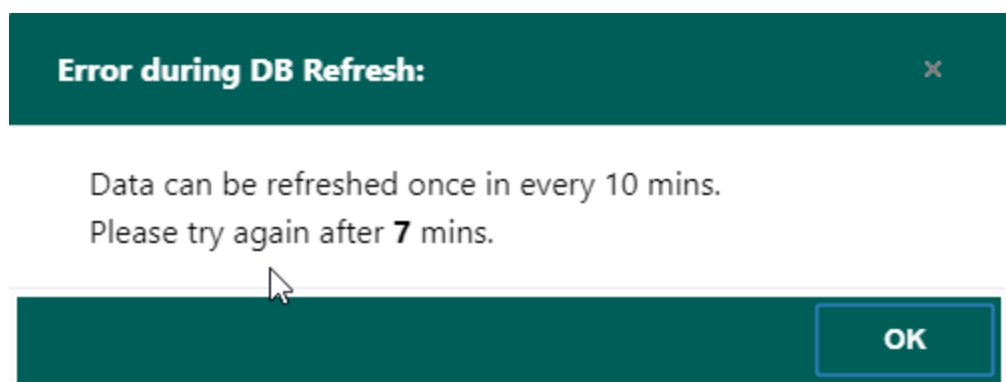 Error during DB Refresh:
Data can be refreshed once in every 10 mins.
Please try again after 7 mins.
OK